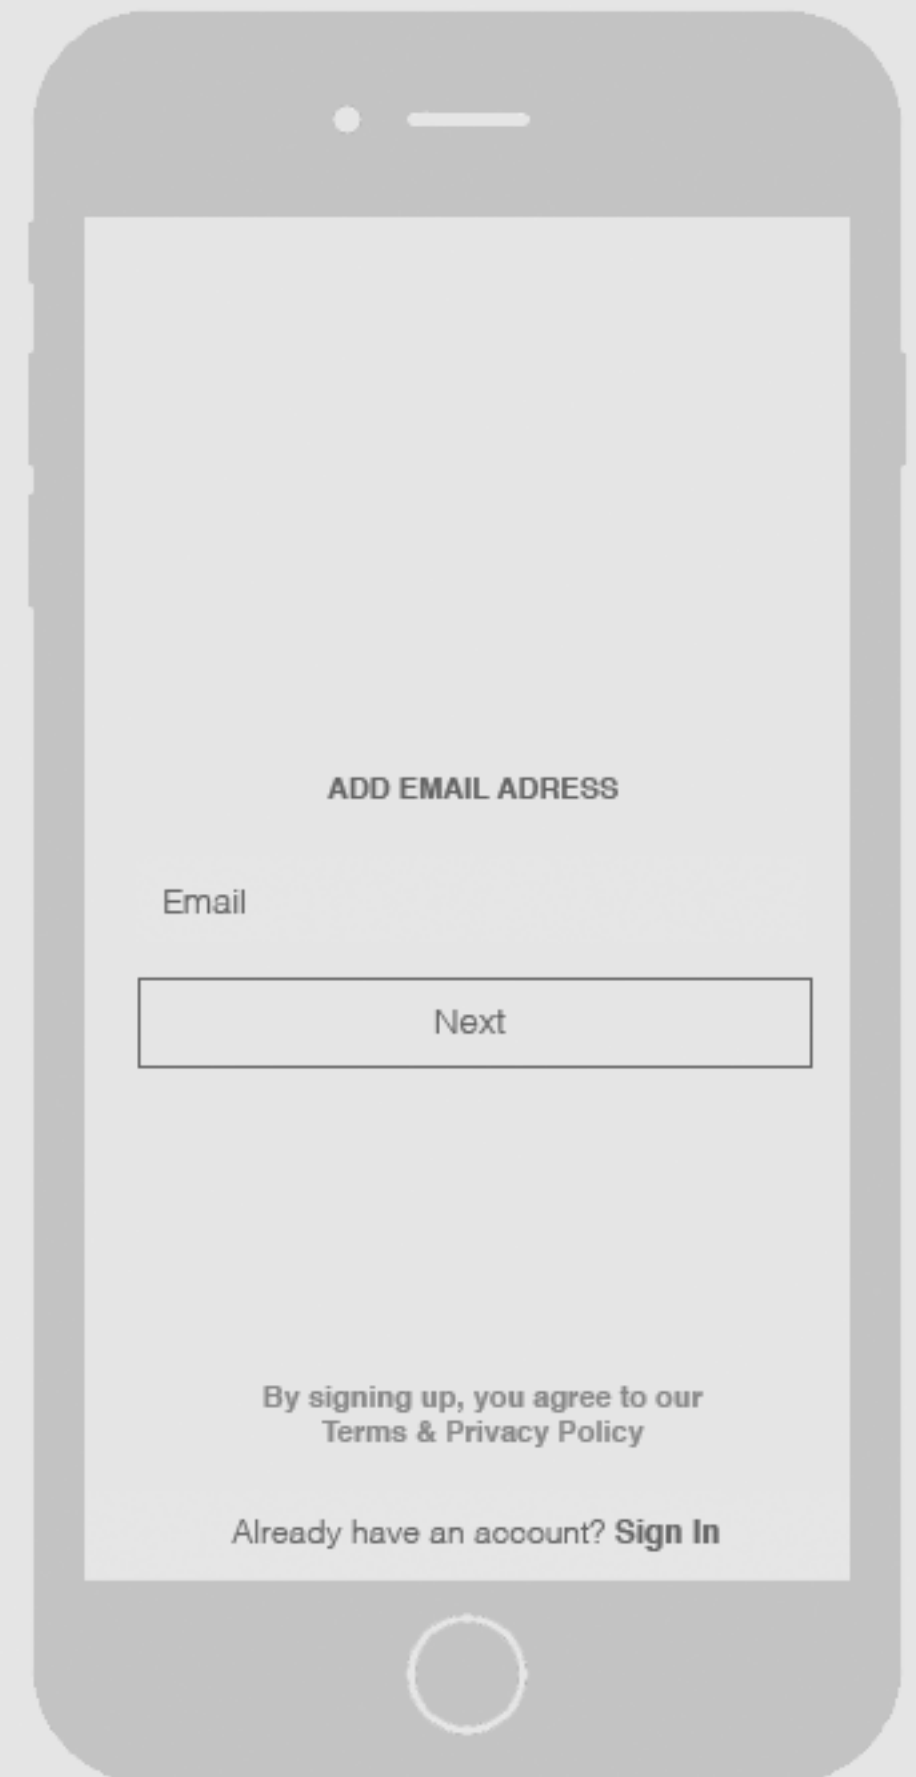 ADD EMAIL ADRESS
Email
Next
By signing up, you agree to our
Terms & Privacy Policy
Already have an account? Sign In